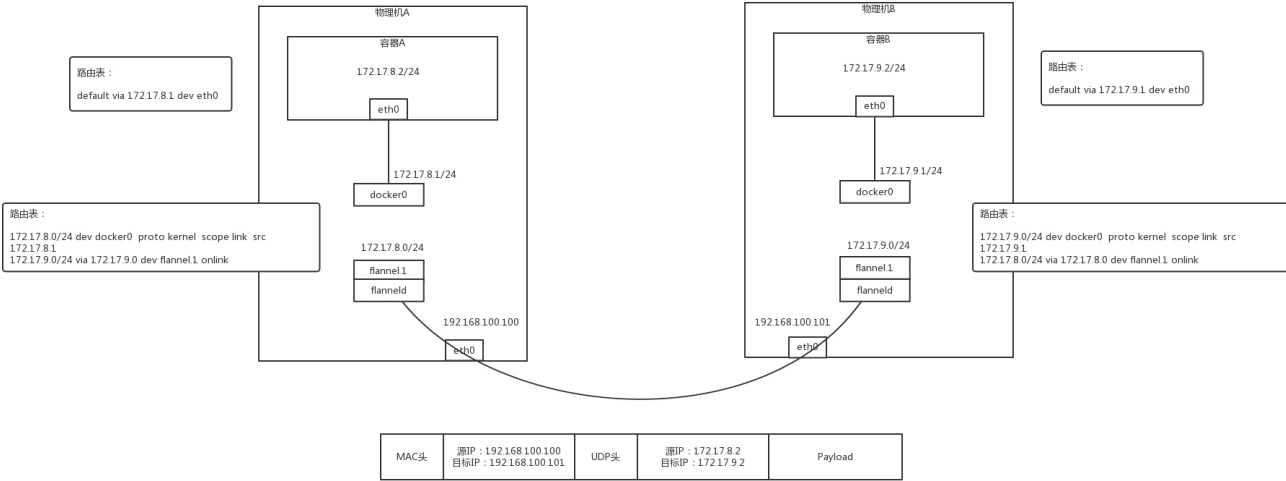 物理机A
容器A
172.17.8.2/24
eth0
路由表：
default via 172.17.8.1 dev eth0
172.17.8.1/24
docker0
路由表：
172.17.8.0/24 dev docker0 proto kernel scope link src
172.17.8.1
172.17.9.0/24 via 172.17.9.0 dev flannel.1 onlink
172.17.8.0/24
flannel.1
flanneld
192.168.100.100
eth0
物理机B
容器B
172.17.9.2/24
eth0
路由表：
default via 172.17.9.1 dev eth0
172.17.9.1/24
docker0
路由表：
172.17.9.0/24 dev docker0 proto kernel scope link src
172.17.9.1
172.17.8.0/24 via 172.17.8.0 dev flannel.1 onlink
172.17.9.0/24
flannel.1
flanneld
192.168.100.101
eth0
MAC头
源IP：192.168.100.100
目标IP：192.168.100.101
UDP头
源IP：172.17.8.2
目标IP：172.17.9.2
Payload